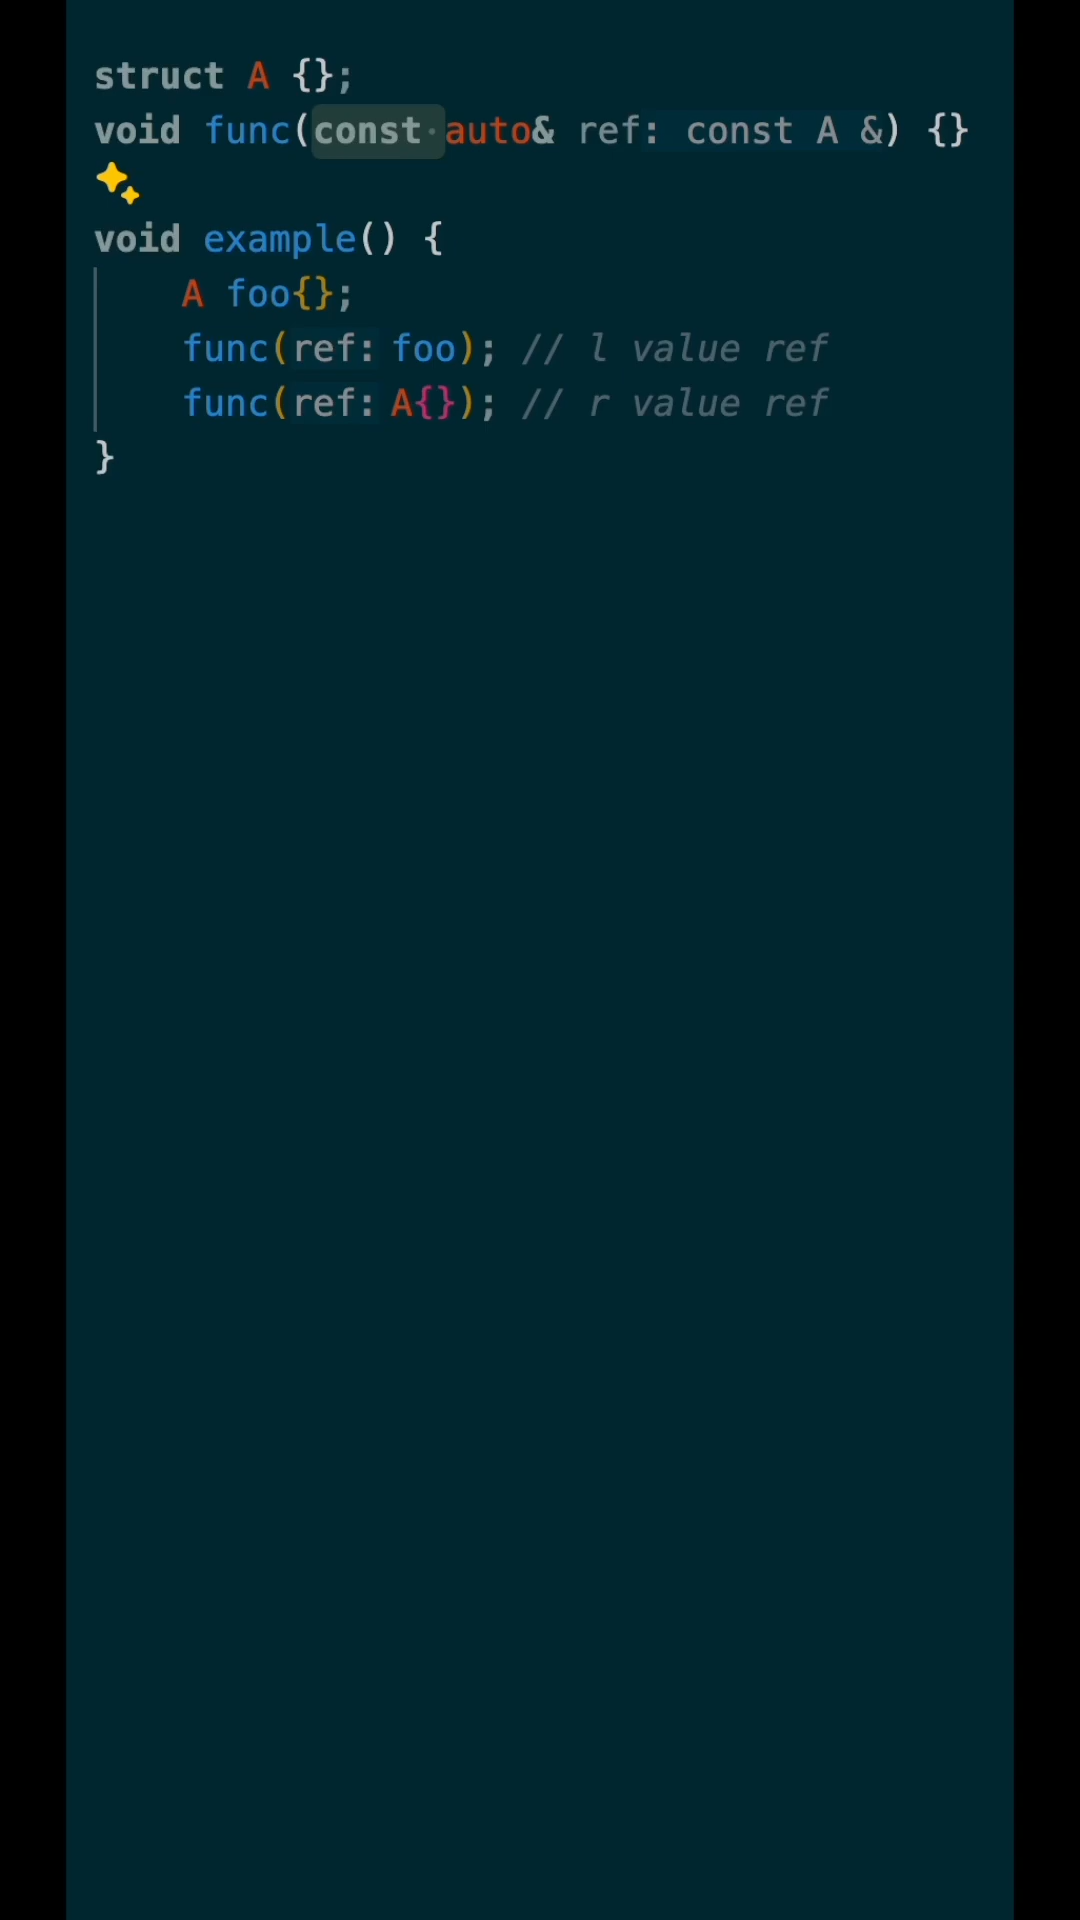 struct A {};
void func(const·auto& ref: const A &) {}
void example() {
A foo{};
func(ref: foo); // l value ref
func(ref: A{}); // r value ref
}